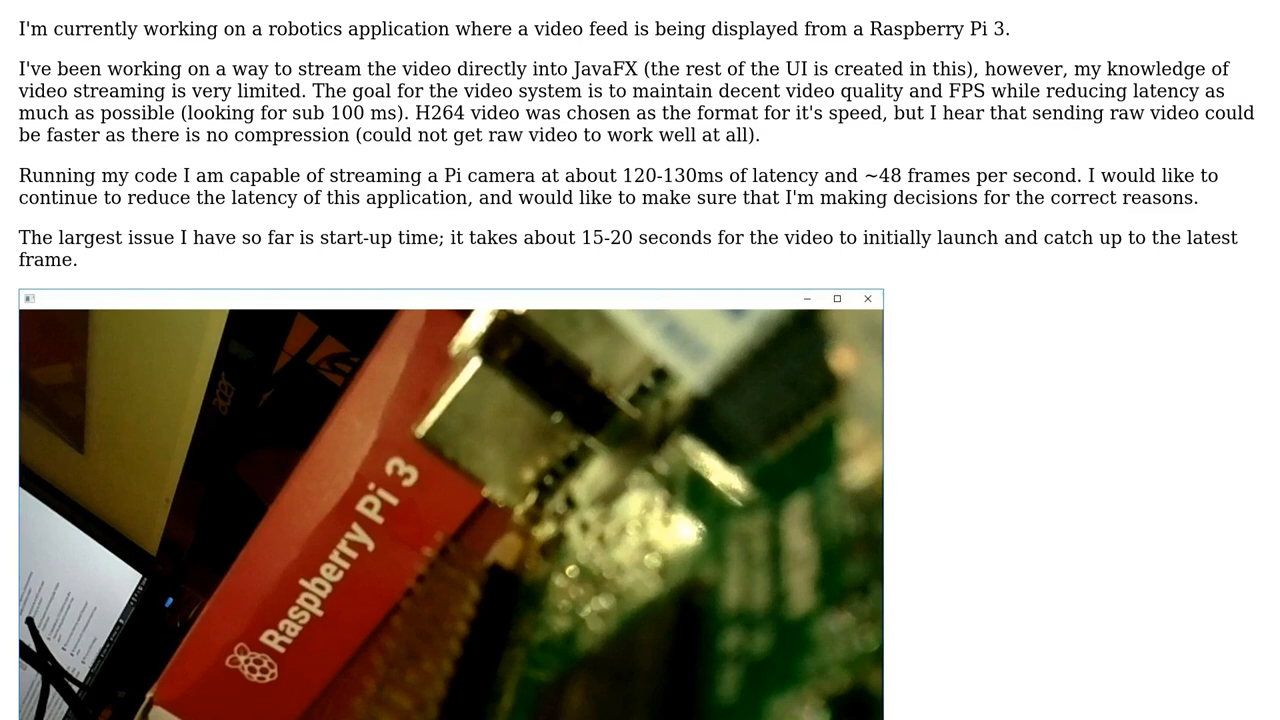 I'm currently working on a robotics application where a video feed is being displayed from a Raspberry Pi 3.
I've been working on a way to stream the video directly into JavaFX (the rest of the UI is created in this), however, my knowledge of
video streaming is very limited. The goal for the video system is to maintain decent video quality and FPS while reducing latency as
much as possible (looking for sub 100 ms). H264 video was chosen as the format for it's speed, but I hear that sending raw video could
be faster as there is no compression (could not get raw video to work well at all).
Running my code I am capable of streaming a Pi camera at about 120-130ms of latency and ~48 frames per second. I would like to
continue to reduce the latency of this application, and would like to make sure that I'm making decisions for the correct reasons.
The largest issue I have so far is start-up time; it takes about 15-20 seconds for the video to initially launch and catch up to the latest
frame.
acer
Raspberry Pi 3